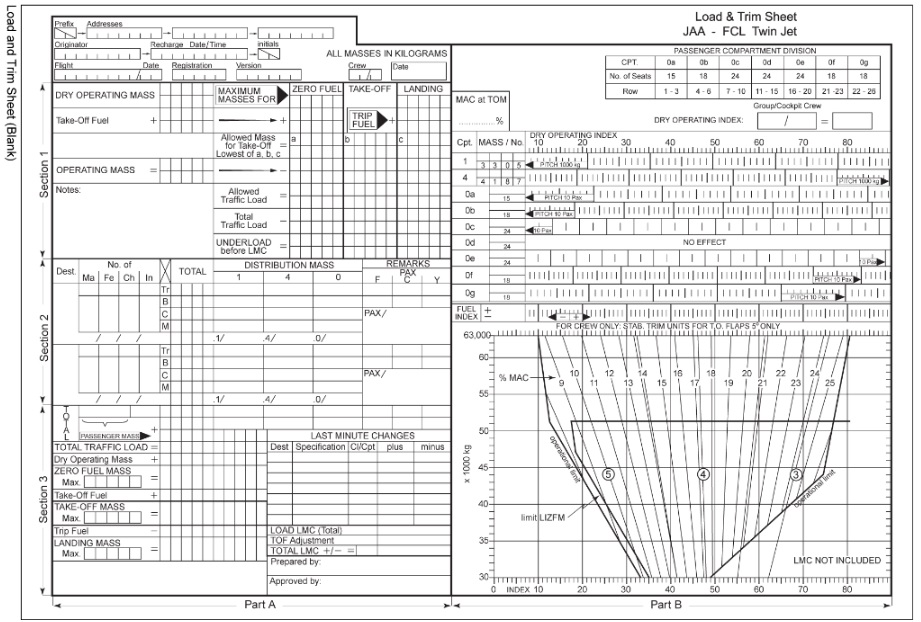 Load and Trim Sheet (Blank)
Load & Trim Sheet
JAA - FCL Twin Jet
Prefix Addresses
Originator Recharge Date/Time Initials
ALL MASSES IN KILOGRAMS
Flight Date Registration Version Crew Date
Section 1
DRY OPERATING MASS MAXIMUM MASSES FOR ZERO FUEL TAKE-OFF LANDING
Take-Off Fuel + + TRIP FUEL +
Allowed Mass for Take-Off Lowest of a, b, c = a b c
OPERATING MASS = -
Notes:
Allowed Traffic Load =
Total Traffic Load -
UNDERLOAD before LMC =
Section 2
Dest. No. of TOTAL DISTRIBUTION MASS REMARKS
Ma Fe Ch In 1 4 0 PAX
F C Y
Tr
B
C PAX/
M
/ / / .1/ .4/ .0/
Tr
B
C PAX/
M
/ / / .1/ .4/ .0/
Section 3
TOTAL
PASSENGER MASS +
TOTAL TRAFFIC LOAD =
Dry Operating Mass +
ZERO FUEL MASS
Max. =
Take-Off Fuel +
TAKE-OFF MASS
Max. =
Trip Fuel -
LANDING MASS
Max. =
LAST MINUTE CHANGES
Dest Specification Cl/Cpt plus minus
LOAD LMC (Total)
TOF Adjustment
TOTAL LMC +/- =
Prepared by:
Approved by:
Part A
PASSENGER COMPARTMENT DIVISION
CPT. 0a 0b 0c 0d 0e 0f 0g
No. of Seats 15 18 24 24 24 18 18
Row 1 - 3 4 - 6 7 - 10 11 - 15 16 - 20 21 - 23 22 - 26
MAC at TOM
..............%
Group/Cockpit Crew
DRY OPERATING INDEX: / =
Cpt. MASS / No. DRY OPERATING INDEX
10 20 30 40 50 60 70 80
1 3 3 0 5 PITCH 1000 kg
4 4 1 8 7 PITCH 1000 kg
0a 15 PITCH 10 Pax
0b 18 PITCH 10 Pax
0c 24 10 Pax
0d 24 NO EFFECT
0e 24 10 Pax
0f 18 PITCH 10 Pax
0g 18 PITCH 10 Pax
FUEL INDEX + - - +
FOR CREW ONLY: STAB. TRIM UNITS FOR T.O. FLAPS 5° ONLY
63,000
60
% MAC
10 12 14 16 18 20 22 24
9 11 13 15 17 19 21 23 25
55
50
operational limit
x 1000 kg
45
5 4 3
operational limit
40
limit LIZFM
35
LMC NOT INCLUDED
30
0 INDEX 10 20 30 40 50 60 70 80
Part B